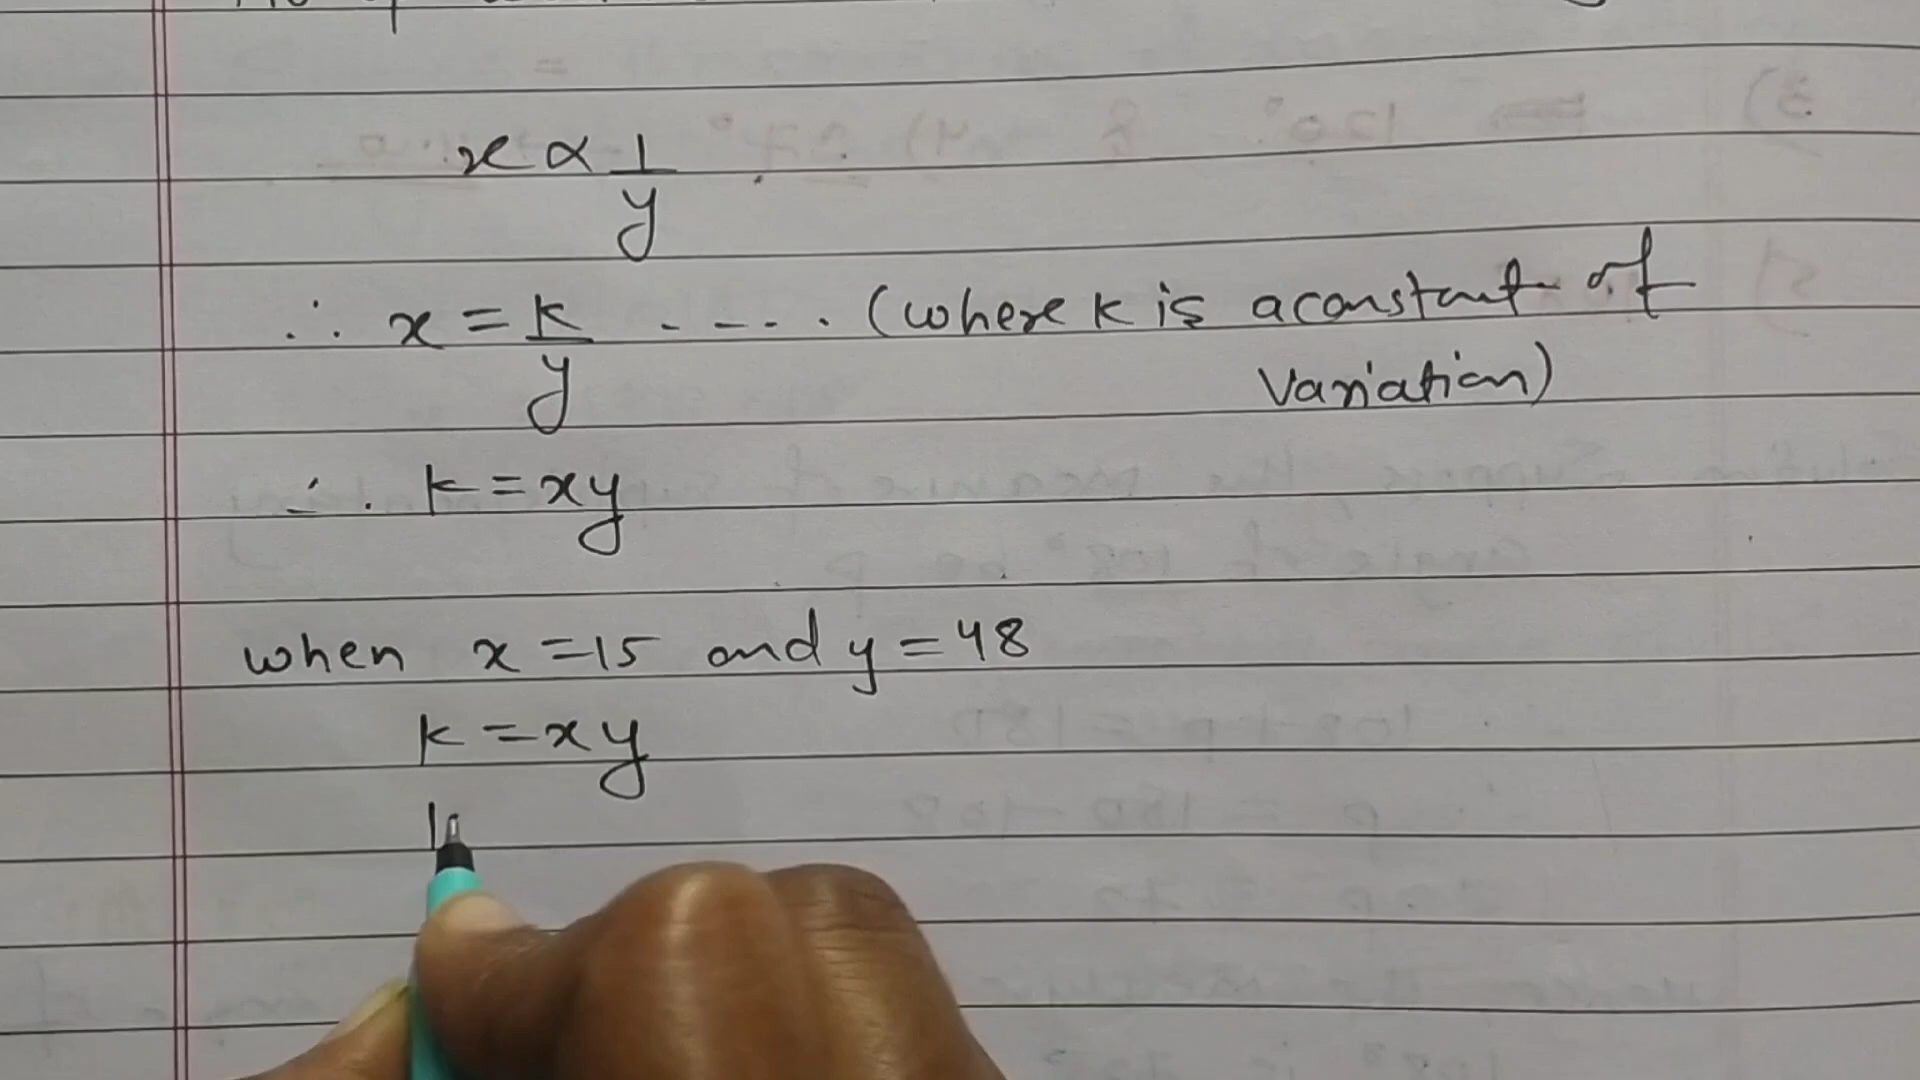 x ∝ 1/y
∴ x = k/y ---- (where k is a constant of
variation)
∴ k = xy
when x = 15 and y = 48
k = xy